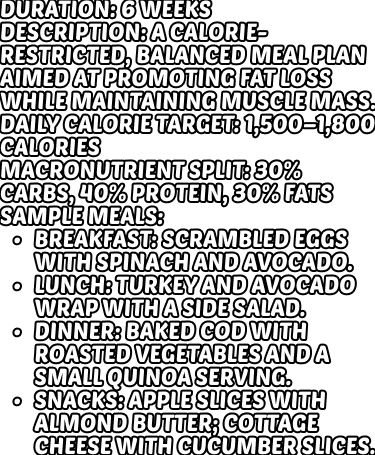 DURATION: 6 WEEKS
DESCRIPTION: A CALORIE-
RESTRICTED, BALANCED MEAL PLAN
AIMED AT PROMOTING FAT LOSS
WHILE MAINTAINING MUSCLE MASS.
DAILY CALORIE TARGET: 1,500–1,800
CALORIES
MACRONUTRIENT SPLIT: 30%
CARBS, 40% PROTEIN, 30% FATS
SAMPLE MEALS:
◦ BREAKFAST: SCRAMBLED EGGS
WITH SPINACH AND AVOCADO.
◦ LUNCH: TURKEY AND AVOCADO
WRAP WITH A SIDE SALAD.
◦ DINNER: BAKED COD WITH
ROASTED VEGETABLES AND A
SMALL QUINOA SERVING.
◦ SNACKS: APPLE SLICES WITH
ALMOND BUTTER; COTTAGE
CHEESE WITH CUCUMBER SLICES.